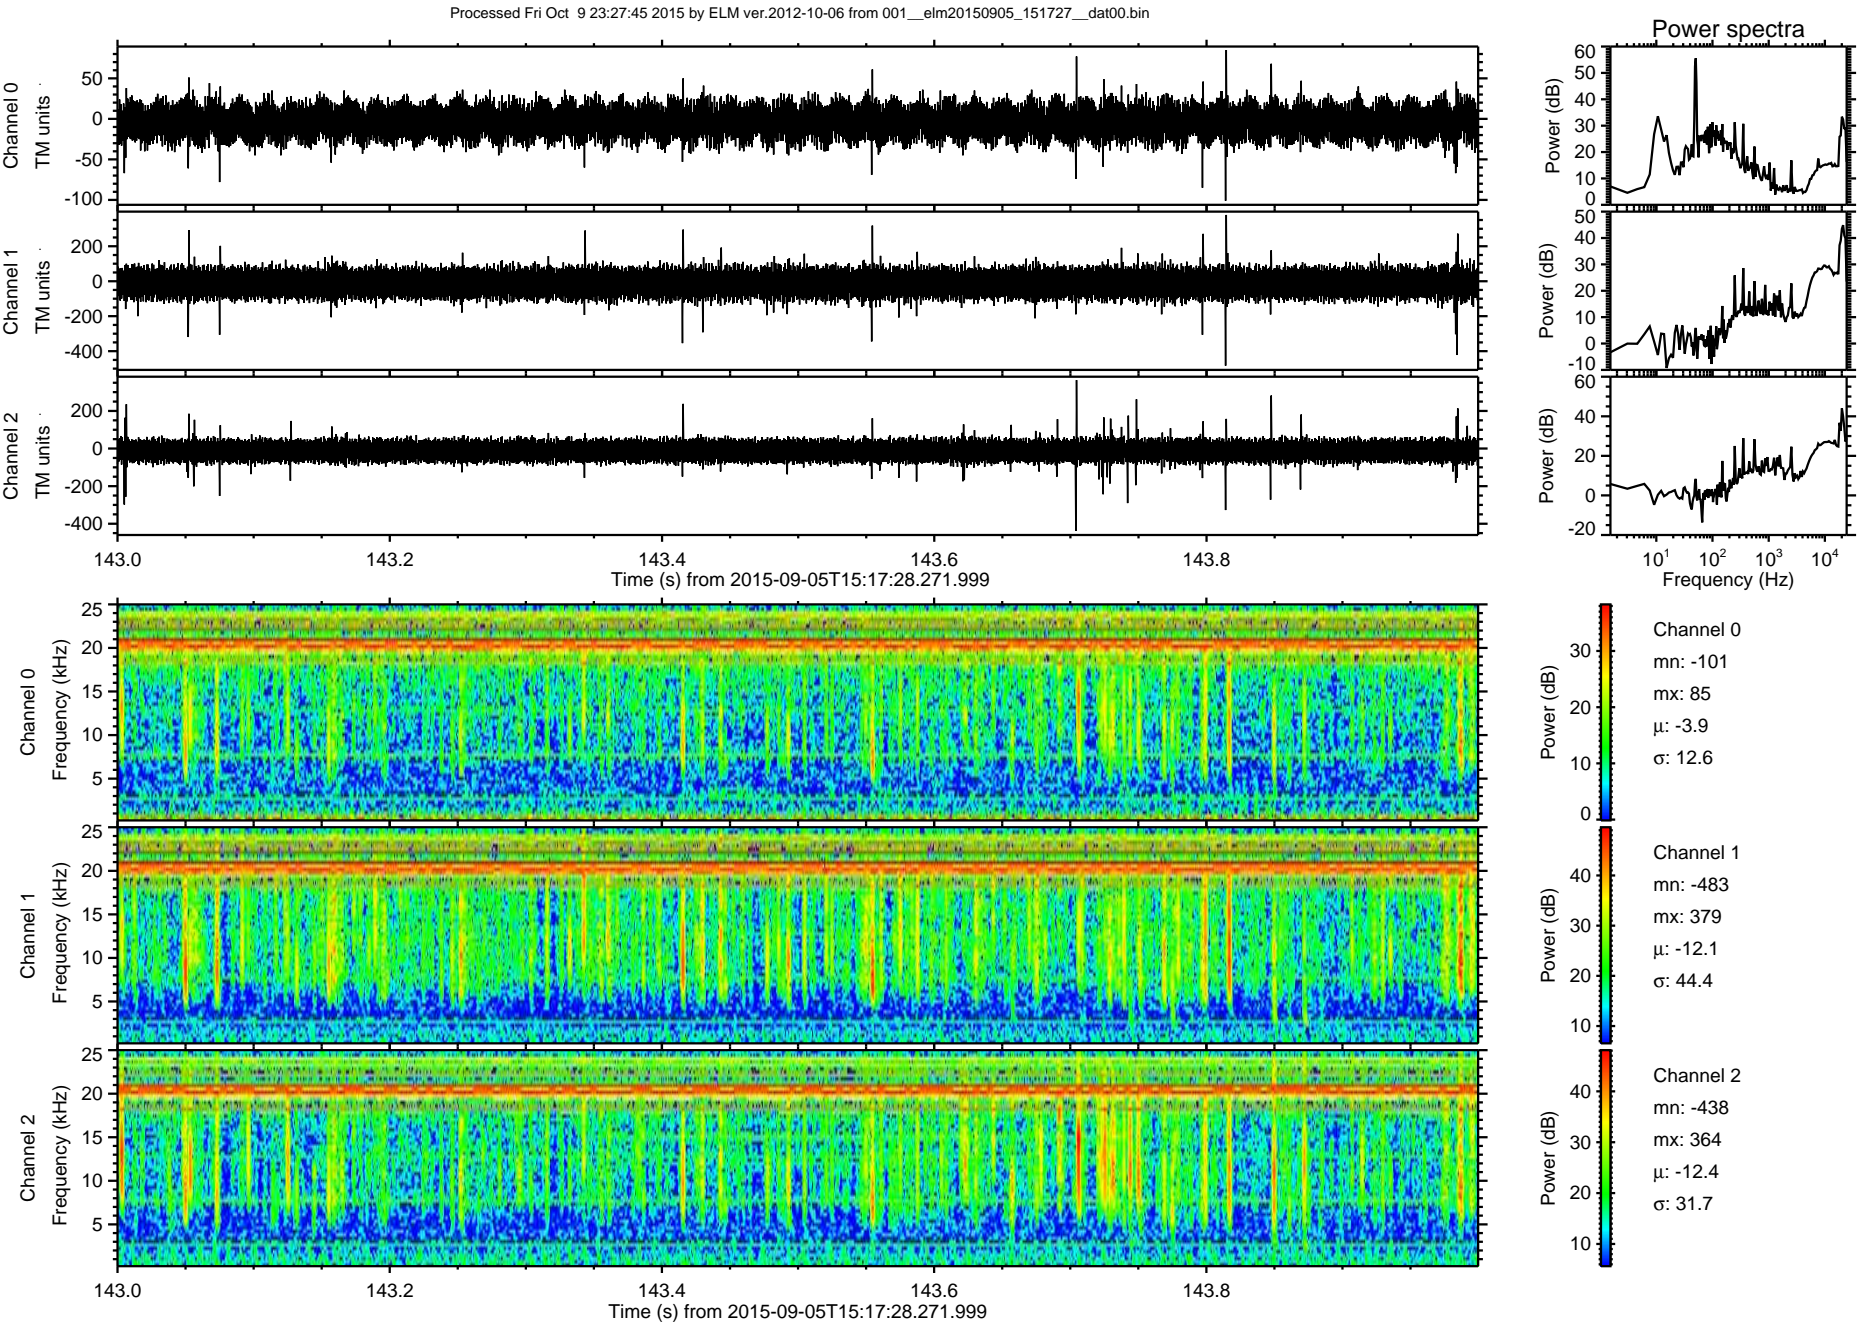 Processed Fri Oct  9 23:27:45 2015 by ELM ver.2012-10-06 from 001__elm20150905_151727__dat00.bin
Power spectra
Channel 0
TM units
50
0
-50
-100
Power (dB)
60
50
40
30
20
10
0
Channel 1
TM units
200
0
-200
-400
Power (dB)
50
40
30
20
10
0
-10
Channel 2
TM units
200
0
-200
-400
Power (dB)
60
40
20
0
-20
143.0
143.2
143.4
143.6
143.8
Time (s) from 2015-09-05T15:17:28.271.999
10^1
10^2
10^3
10^4
Frequency (Hz)
Channel 0
Frequency (kHz)
25
20
15
10
5
Power (dB)
30
20
10
0
Channel 0
mn: -101
mx: 85
μ: -3.9
σ: 12.6
Channel 1
Frequency (kHz)
25
20
15
10
5
Power (dB)
40
30
20
10
Channel 1
mn: -483
mx: 379
μ: -12.1
σ: 44.4
Channel 2
Frequency (kHz)
25
20
15
10
5
Power (dB)
40
30
20
10
Channel 2
mn: -438
mx: 364
μ: -12.4
σ: 31.7
143.0
143.2
143.4
143.6
143.8
Time (s) from 2015-09-05T15:17:28.271.999